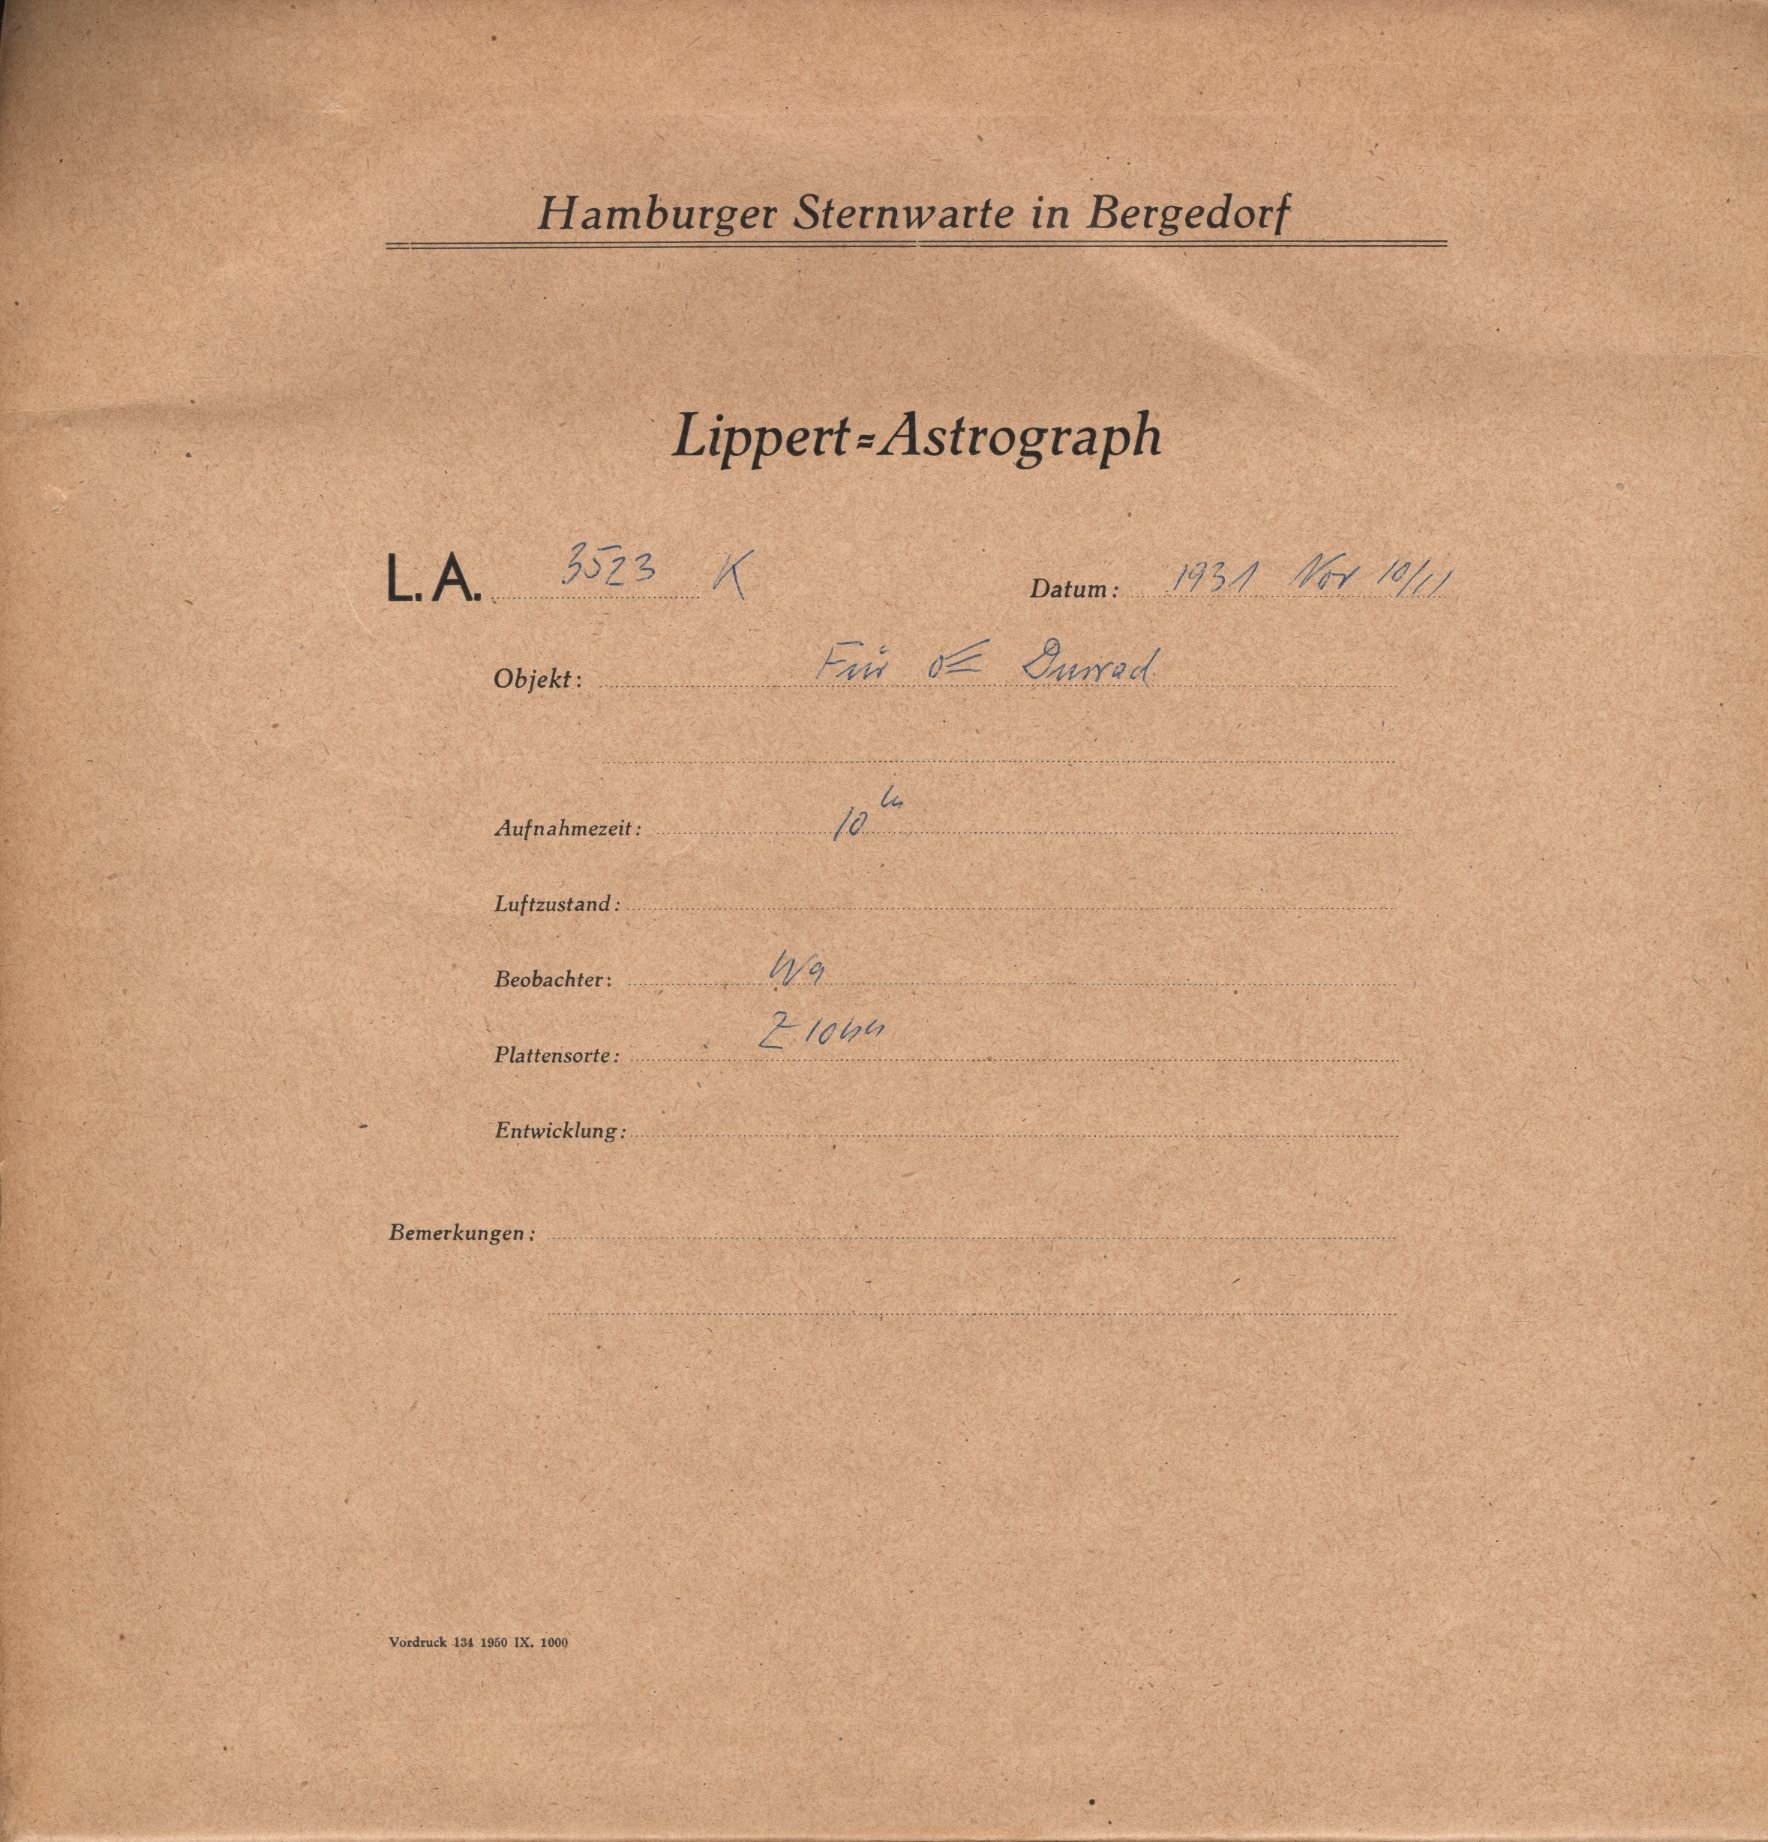 Hamburger Sternwarte in Bergedorf
Lippert=Astrograph
L. A. 3523 K Datum: 1931 Nov 10/11
Objekt: Für
Aufnahmezeit: 10
Luftzustand:
Beobachter:
Plattensorte:
Entwicklung:
Bemerkungen:
Vordruck 134 1950 IX. 1000